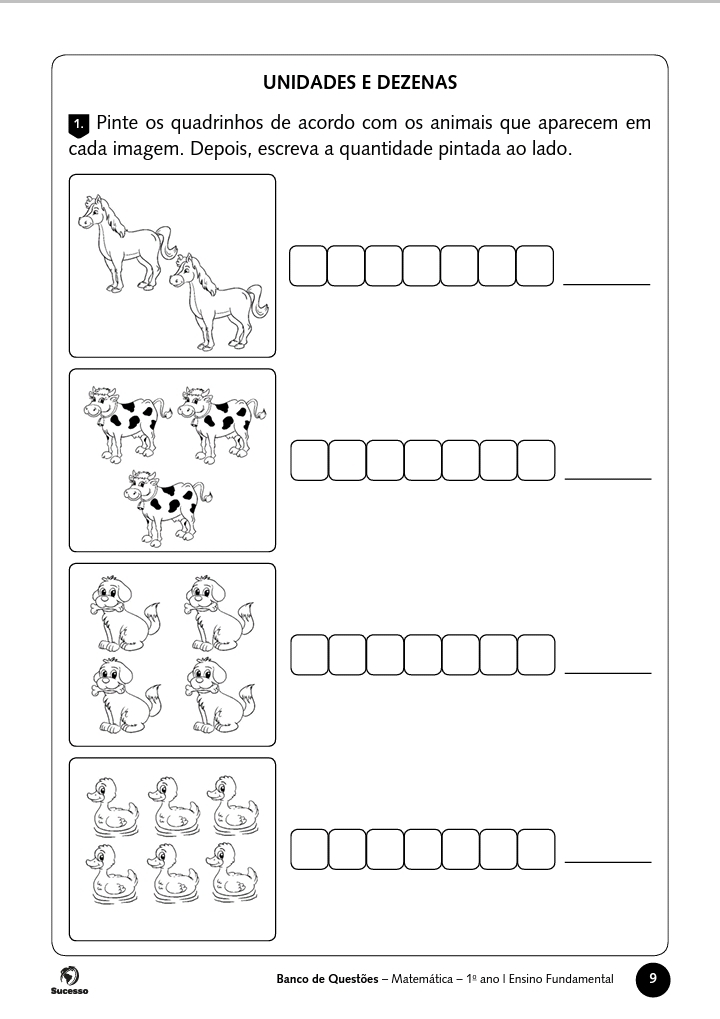 UNIDADES E DEZENAS
1. Pinte os quadrinhos de acordo com os animais que aparecem em
cada imagem. Depois, escreva a quantidade pintada ao lado.
Sucesso
Banco de Questões – Matemática – 1º ano | Ensino Fundamental
9